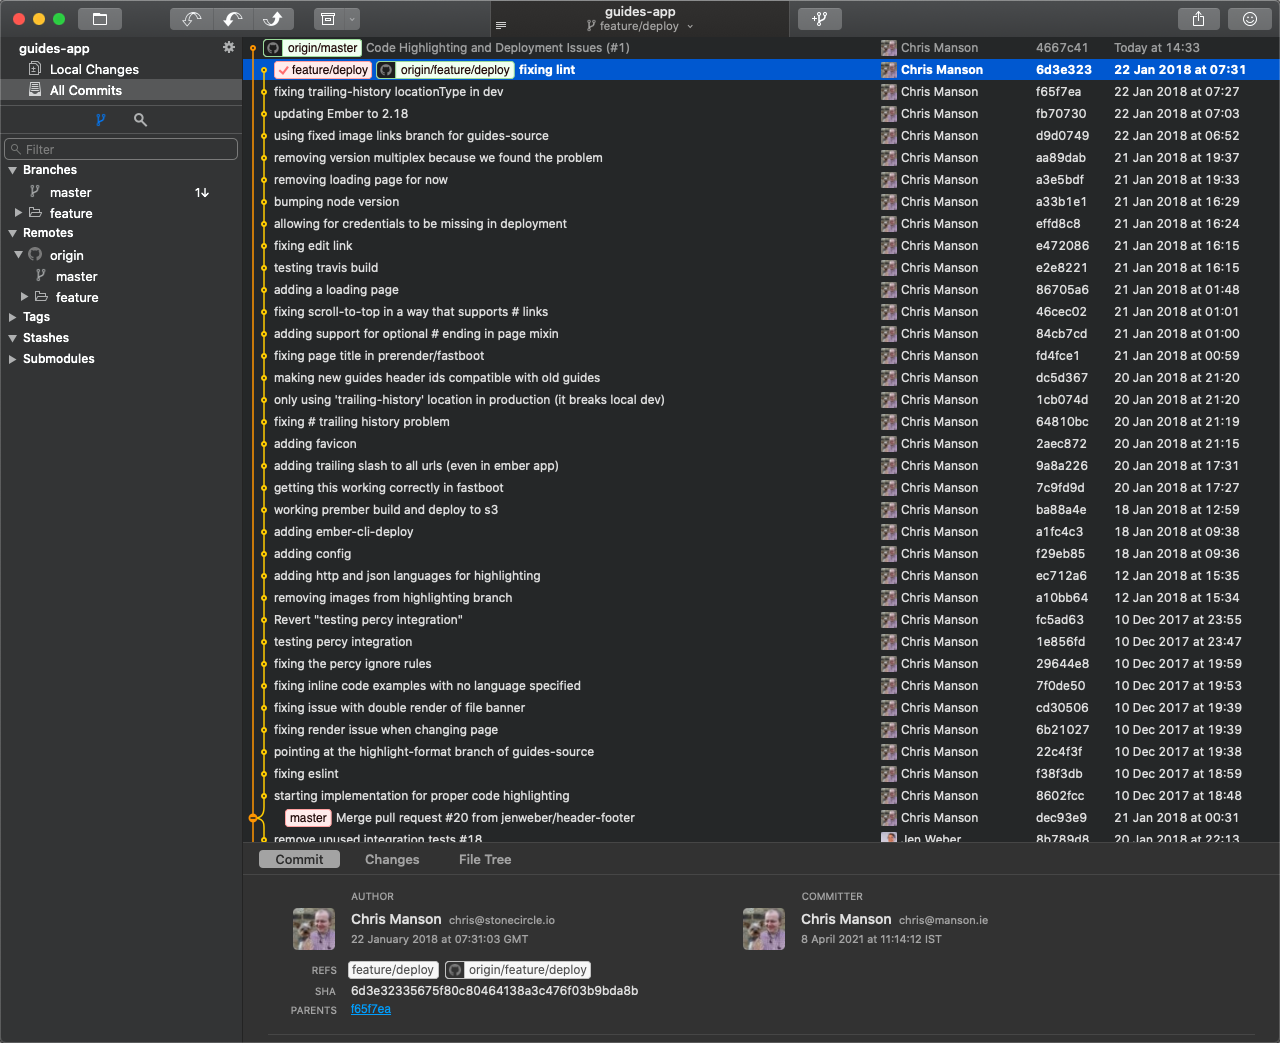 guides-app
feature/deploy
guides-app
Local Changes
All Commits
Filter
Branches
master 1↓
feature
Remotes
origin
master
feature
Tags
Stashes
Submodules
origin/master Code Highlighting and Deployment Issues (#1) Chris Manson 4667c41 Today at 14:33
feature/deploy origin/feature/deploy fixing lint Chris Manson 6d3e323 22 Jan 2018 at 07:31
fixing trailing-history locationType in dev Chris Manson f65f7ea 22 Jan 2018 at 07:27
updating Ember to 2.18 Chris Manson fb70730 22 Jan 2018 at 07:03
using fixed image links branch for guides-source Chris Manson d9d0749 22 Jan 2018 at 06:52
removing version multiplex because we found the problem Chris Manson aa89dab 21 Jan 2018 at 19:37
removing loading page for now Chris Manson a3e5bdf 21 Jan 2018 at 19:33
bumping node version Chris Manson a33b1e1 21 Jan 2018 at 16:29
allowing for credentials to be missing in deployment Chris Manson effd8c8 21 Jan 2018 at 16:24
fixing edit link Chris Manson e472086 21 Jan 2018 at 16:15
testing travis build Chris Manson e2e8221 21 Jan 2018 at 16:15
adding a loading page Chris Manson 86705a6 21 Jan 2018 at 01:48
fixing scroll-to-top in a way that supports # links Chris Manson 46cec02 21 Jan 2018 at 01:01
adding support for optional # ending in page mixin Chris Manson 84cb7cd 21 Jan 2018 at 01:00
fixing page title in prerender/fastboot Chris Manson fd4fce1 21 Jan 2018 at 00:59
making new guides header ids compatible with old guides Chris Manson dc5d367 20 Jan 2018 at 21:20
only using 'trailing-history' location in production (it breaks local dev) Chris Manson 1cb074d 20 Jan 2018 at 21:20
fixing # trailing history problem Chris Manson 64810bc 20 Jan 2018 at 21:19
adding favicon Chris Manson 2aec872 20 Jan 2018 at 21:15
adding trailing slash to all urls (even in ember app) Chris Manson 9a8a226 20 Jan 2018 at 17:31
getting this working correctly in fastboot Chris Manson 7c9fd9d 20 Jan 2018 at 17:27
working prember build and deploy to s3 Chris Manson ba88a4e 18 Jan 2018 at 12:59
adding ember-cli-deploy Chris Manson a1fc4c3 18 Jan 2018 at 09:38
adding config Chris Manson f29eb85 18 Jan 2018 at 09:36
adding http and json languages for highlighting Chris Manson ec712a6 12 Jan 2018 at 15:35
removing images from highlighting branch Chris Manson a10bb64 12 Jan 2018 at 15:34
Revert "testing percy integration" Chris Manson fc5ad63 10 Dec 2017 at 23:55
testing percy integration Chris Manson 1e856fd 10 Dec 2017 at 23:47
fixing the percy ignore rules Chris Manson 29644e8 10 Dec 2017 at 19:59
fixing inline code examples with no language specified Chris Manson 7f0de50 10 Dec 2017 at 19:53
fixing issue with double render of file banner Chris Manson cd30506 10 Dec 2017 at 19:39
fixing render issue when changing page Chris Manson 6b21027 10 Dec 2017 at 19:39
pointing at the highlight-format branch of guides-source Chris Manson 22c4f3f 10 Dec 2017 at 19:38
fixing eslint Chris Manson f38f3db 10 Dec 2017 at 18:59
starting implementation for proper code highlighting Chris Manson 8602fcc 10 Dec 2017 at 18:48
master Merge pull request #20 from jenweber/header-footer Chris Manson dec93e9 21 Jan 2018 at 00:31
remove unused integration tests #18 Jen Weber 8b789d8 20 Jan 2018 at 22:13
Commit Changes File Tree
AUTHOR
Chris Manson chris@stonecircle.io
22 January 2018 at 07:31:03 GMT
COMMITTER
Chris Manson chris@manson.ie
8 April 2021 at 11:14:12 IST
REFS feature/deploy origin/feature/deploy
SHA 6d3e32335675f80c80464138a3c476f03b9bda8b
PARENTS f65f7ea